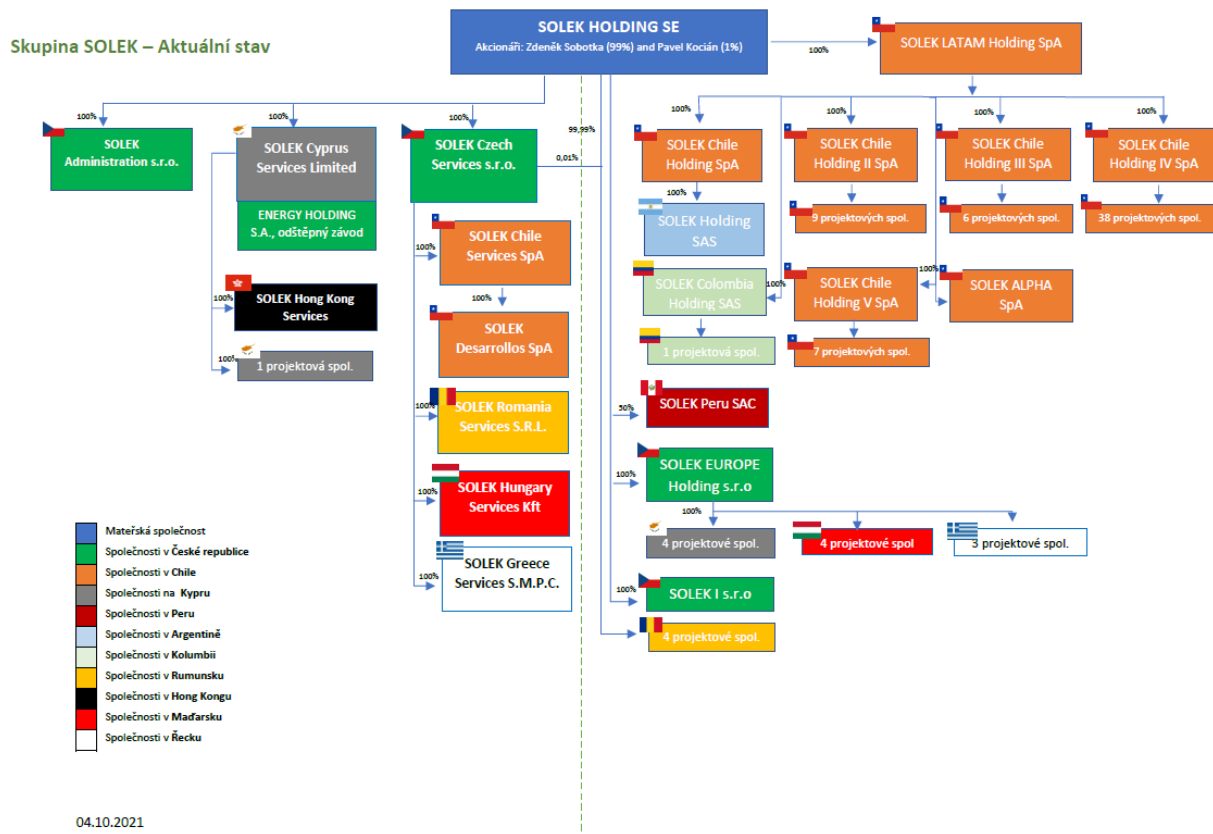 Skupina SOLEK – Aktuální stav
SOLEK HOLDING SE
Akcionáři: Zdeněk Sobotka (99%) and Pavel Kocián (1%)
100%
SOLEK LATAM Holding SpA
100%
100%
100%
99,99%
0,01%
100%
100%
100%
100%
SOLEK
Administration s.r.o.
SOLEK Cyprus
Services Limited
ENERGY HOLDING
S.A., odštěpný závod
SOLEK Czech
Services s.r.o.
SOLEK Chile
Holding SpA
SOLEK Chile
Holding II SpA
SOLEK Chile
Holding III SpA
SOLEK Chile
Holding IV SpA
100%
SOLEK Holding
SAS
9 projektových spol.
6 projektových spol.
38 projektových spol.
100%
SOLEK Chile
Services SpA
100%
SOLEK
Desarrollos SpA
100%
SOLEK Hong Kong
Services
100%
1 projektová spol.
SOLEK Colombia
Holding SAS
100%
SOLEK Chile
Holding V SpA
100%
SOLEK ALPHA
SpA
1 projektová spol.
7 projektových spol.
100%
SOLEK Romania
Services S.R.L.
30%
SOLEK Peru SAC
100%
SOLEK Hungary
Services Kft
100%
SOLEK EUROPE
Holding s.r.o
100%
4 projektové spol.
4 projektové spol
3 projektové spol.
100%
SOLEK Greece
Services S.M.P.C.
100%
SOLEK I s.r.o
4 projektové spol.
Mateřská společnost
Společnosti v České republice
Společnosti v Chile
Společnosti na Kypru
Společnosti v Peru
Společnosti v Argentině
Společnosti v Kolumbii
Společnosti v Rumunsku
Společnosti v Hong Kongu
Společnosti v Maďarsku
Společnosti v Řecku
04.10.2021